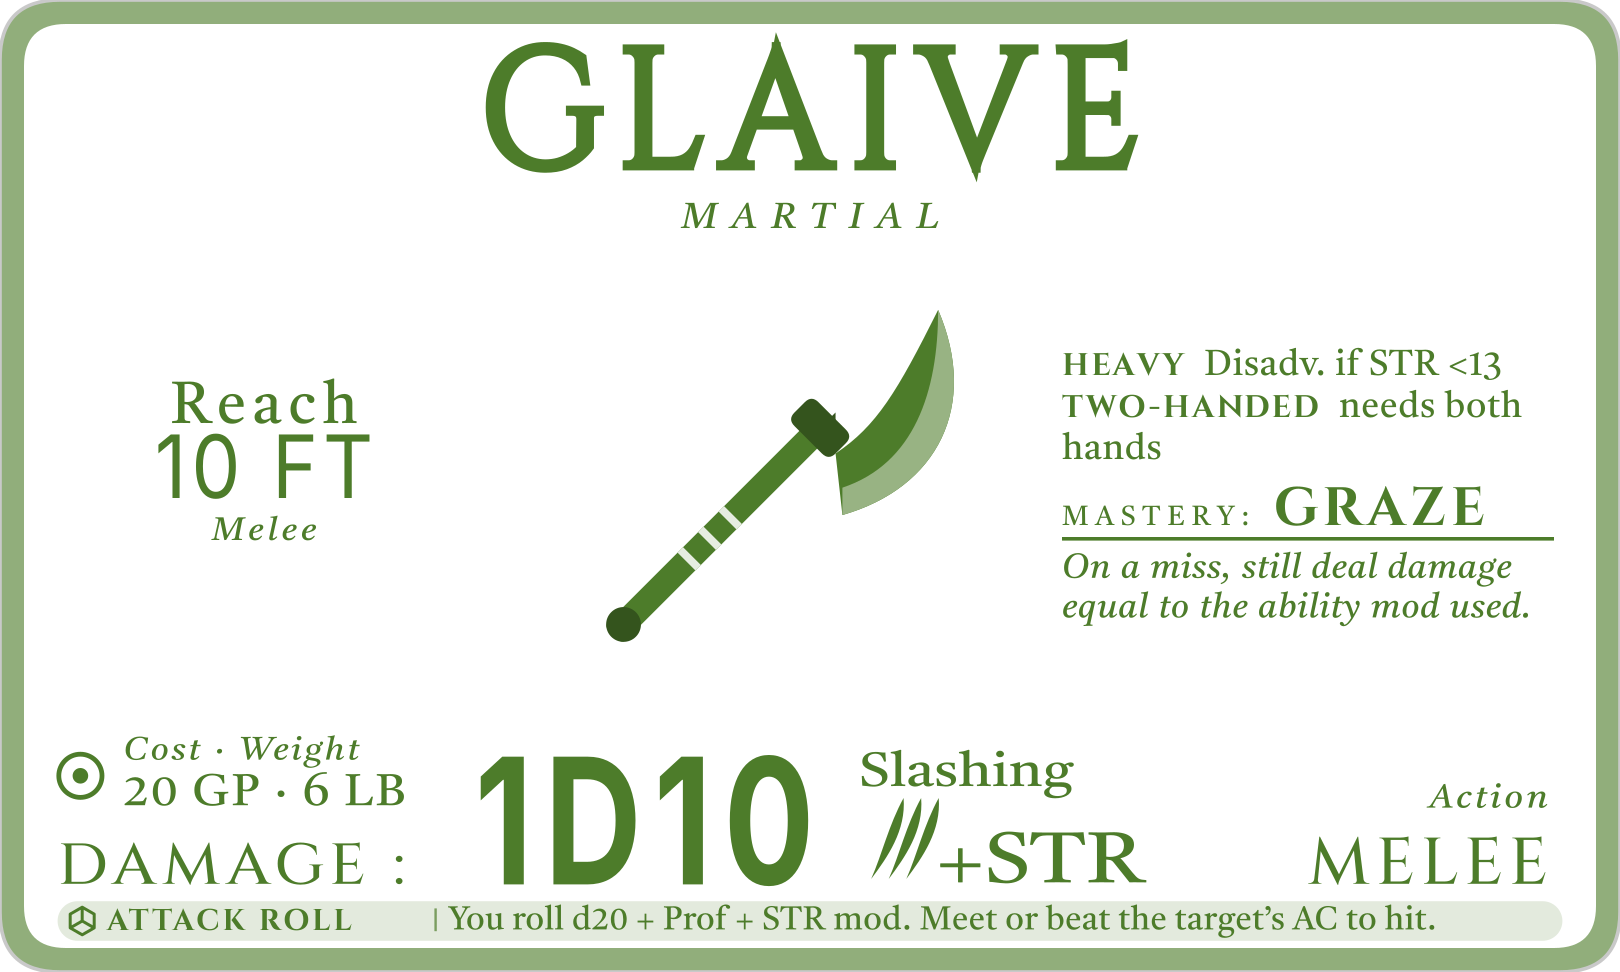 GLAIVE
MARTIAL
Reach
10 FT
Melee
HEAVY Disadv. if STR <13
TWO-HANDED needs both
hands
MASTERY: GRAZE
On a miss, still deal damage
equal to the ability mod used.
Cost · Weight
20 GP · 6 LB
DAMAGE : 1D10
Slashing
+STR
Action
MELEE
ATTACK ROLL | You roll d20 + Prof + STR mod. Meet or beat the target’s AC to hit.